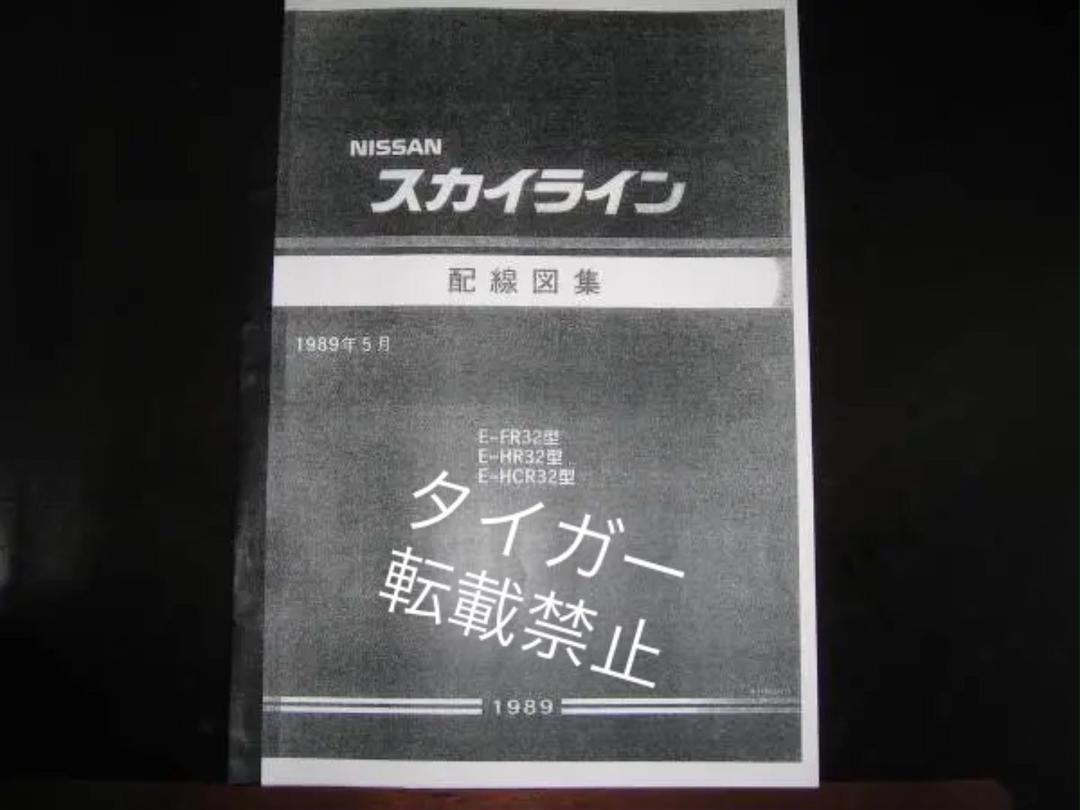 NISSAN
スカイライン
配線図集
1989年5月
E-FR32型
E-HR32型
E-HCR32型
タイガー
転載禁止
1989